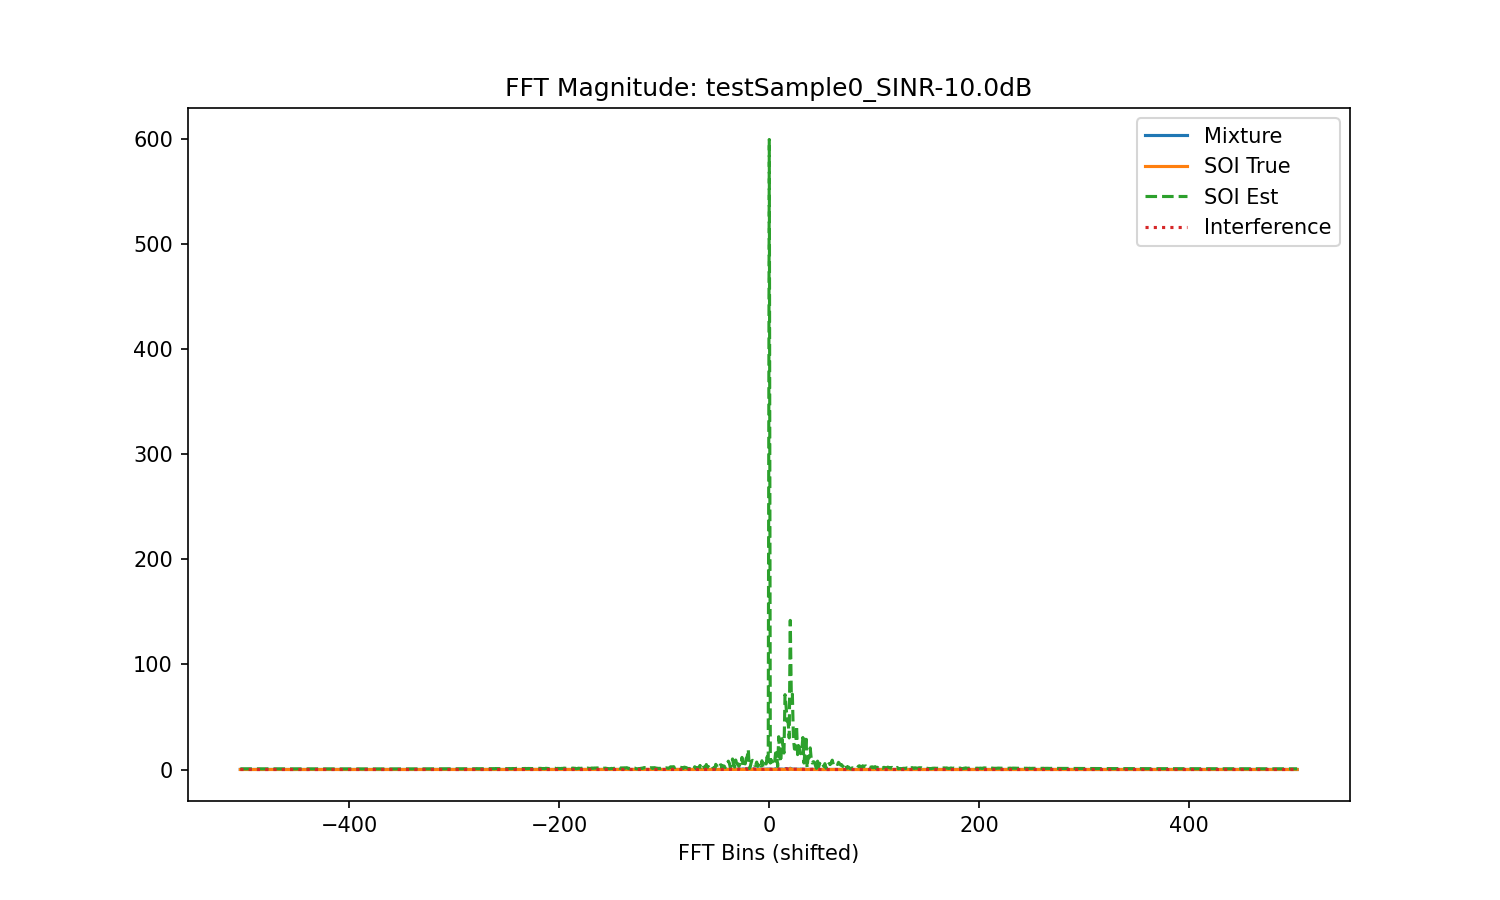 FFT Magnitude: testSample0_SINR-10.0dB
600
500
400
300
200
100
0
Mixture
SOI True
SOI Est
Interference
−400
−200
0
200
400
FFT Bins (shifted)